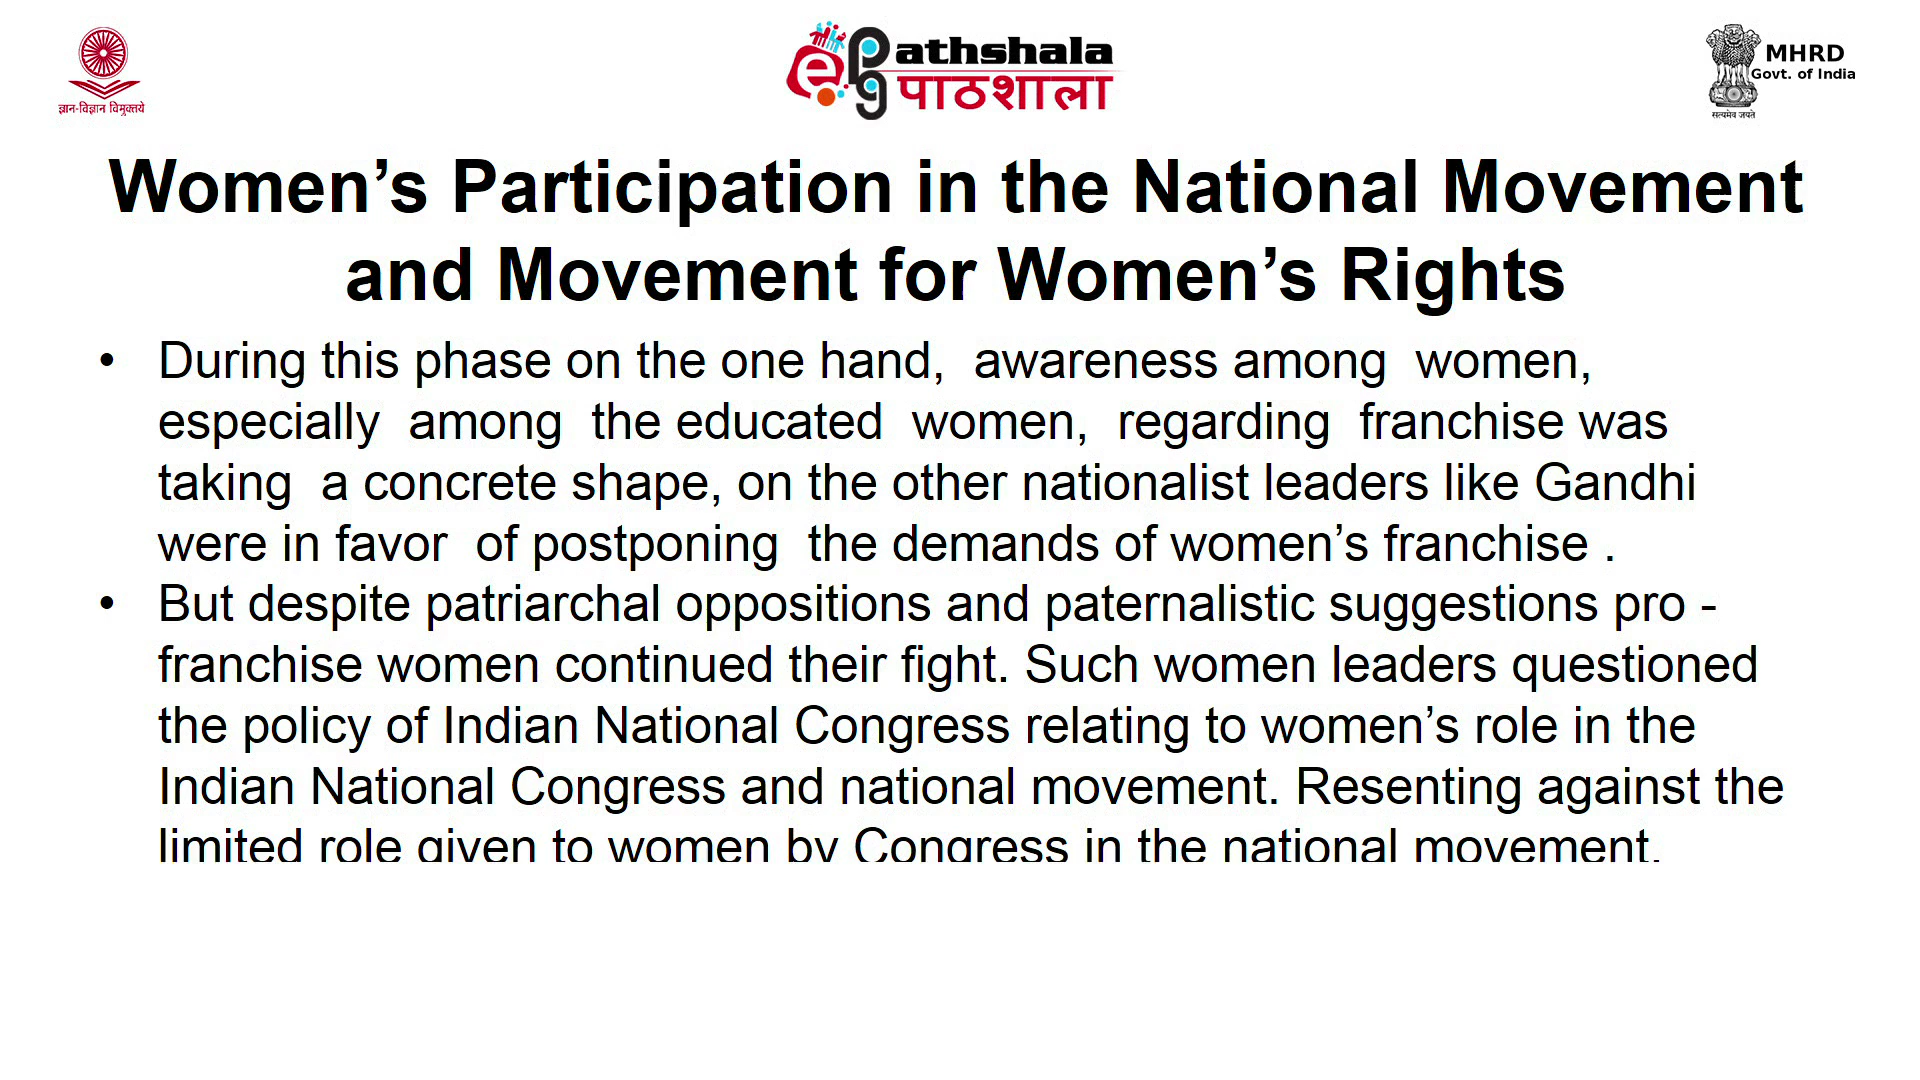 ज्ञान-विज्ञान विमुक्तये
ePathshala
पाठशाला
MHRD
Govt. of India
सत्यमेव जयते
Women’s Participation in the National Movement
and Movement for Women’s Rights
• During this phase on the one hand,  awareness among  women,
especially  among  the educated  women,  regarding  franchise was
taking  a concrete shape, on the other nationalist leaders like Gandhi
were in favor  of postponing  the demands of women’s franchise .
• But despite patriarchal oppositions and paternalistic suggestions pro -
franchise women continued their fight. Such women leaders questioned
the policy of Indian National Congress relating to women’s role in the
Indian National Congress and national movement. Resenting against the
limited role given to women by Congress in the national movement,